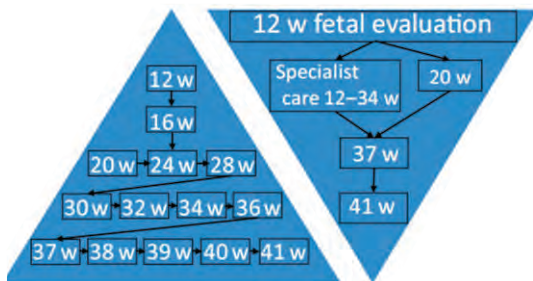 12 w
16 w
20 w 24 w 28 w
30 w 32 w 34 w 36 w
37 w 38 w 39 w 40 w 41 w
12 w fetal evaluation
Specialist
care 12–34 w
20 w
37 w
41 w